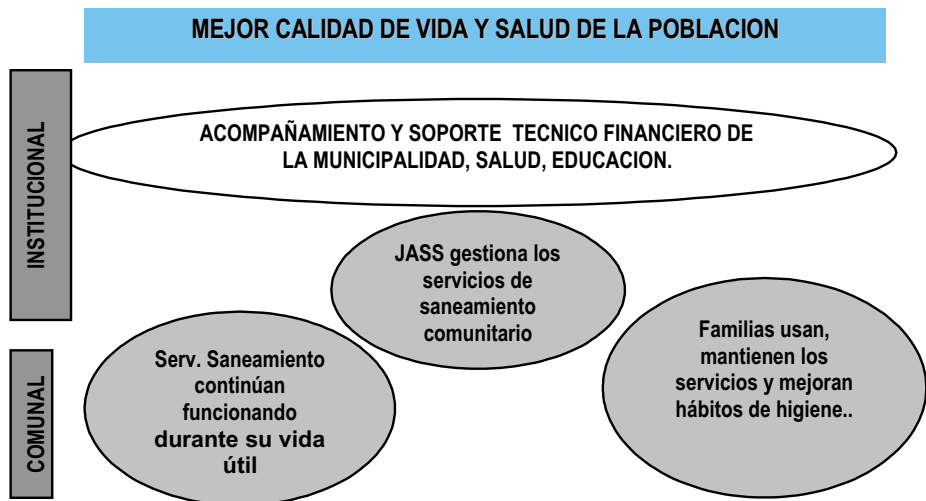 MEJOR CALIDAD DE VIDA Y SALUD DE LA POBLACION
INSTITUCIONAL
ACOMPAÑAMIENTO Y SOPORTE TECNICO FINANCIERO DE
LA MUNICIPALIDAD, SALUD, EDUCACION.
JASS gestiona los
servicios de
saneamiento
comunitario
COMUNAL
Serv. Saneamiento
continúan
funcionando
durante su vida
útil
Familias usan,
mantienen los
servicios y mejoran
hábitos de higiene..